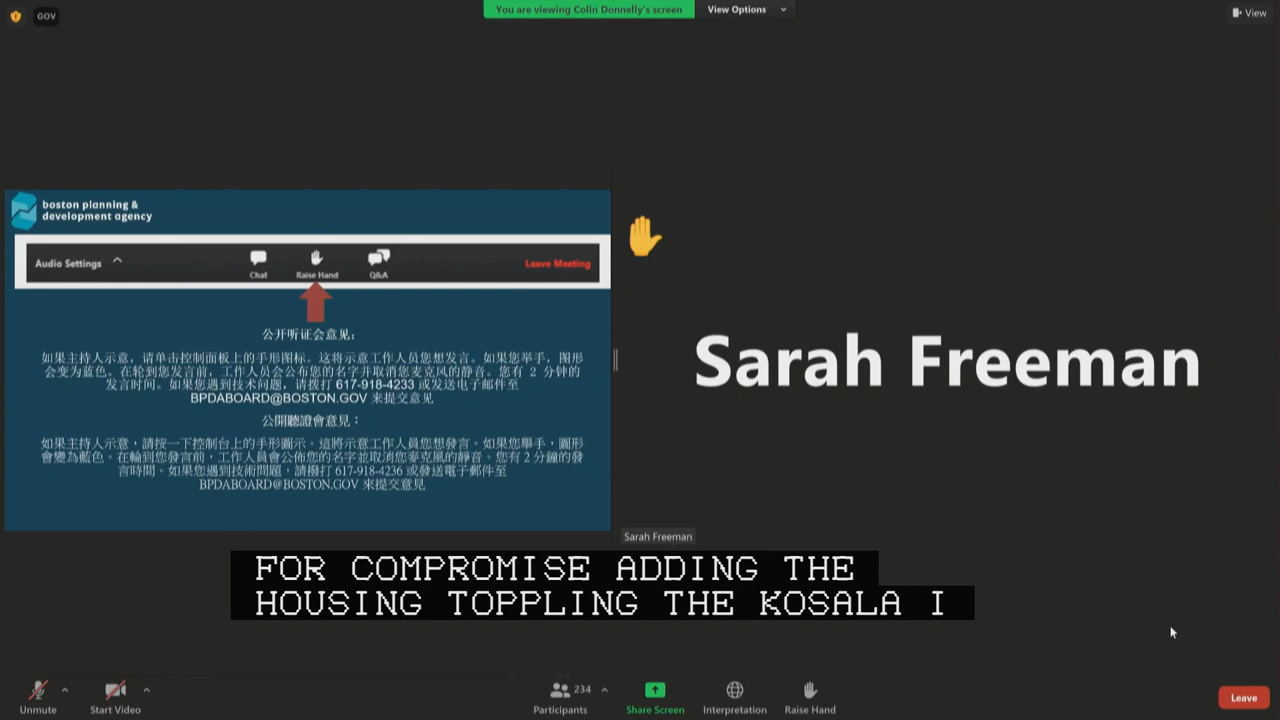 GOV
You are viewing Colin Donnelly's screen
View Options
View
boston planning &
development agency
Audio Settings
Chat
Raise Hand
Q&A
Leave Meeting
公开听证会意见：
如果主持人示意，请单击控制面板上的手形图标。这将示意工作人员您想发言。如果您举手，图形
会变为蓝色。在轮到您发言前，工作人员会公布您的名字并取消您麦克风的静音。您有 2 分钟的
发言时间。如果您遇到技术问题，请拨打 617-918-4233 或发送电子邮件至
BPDABOARD@BOSTON.GOV 来提交意见
公開聽證會意見：
如果主持人示意，請按一下控制台上的手形圖示。這將示意工作人員您想發言。如果您舉手，圖形
會變為藍色。在輪到您發言前，工作人員會公佈您的名字並取消您麥克風的靜音。您有 2 分鐘的發
言時間。如果您遇到技術問題，請撥打 617-918-4236 或發送電子郵件至
BPDABOARD@BOSTON.GOV 來提交意見
Sarah Freeman
Sarah Freeman
FOR COMPROMISE ADDING THE
HOUSING TOPPLING THE KOSALA I
Unmute
Start Video
234
Participants
Share Screen
Interpretation
Raise Hand
Leave